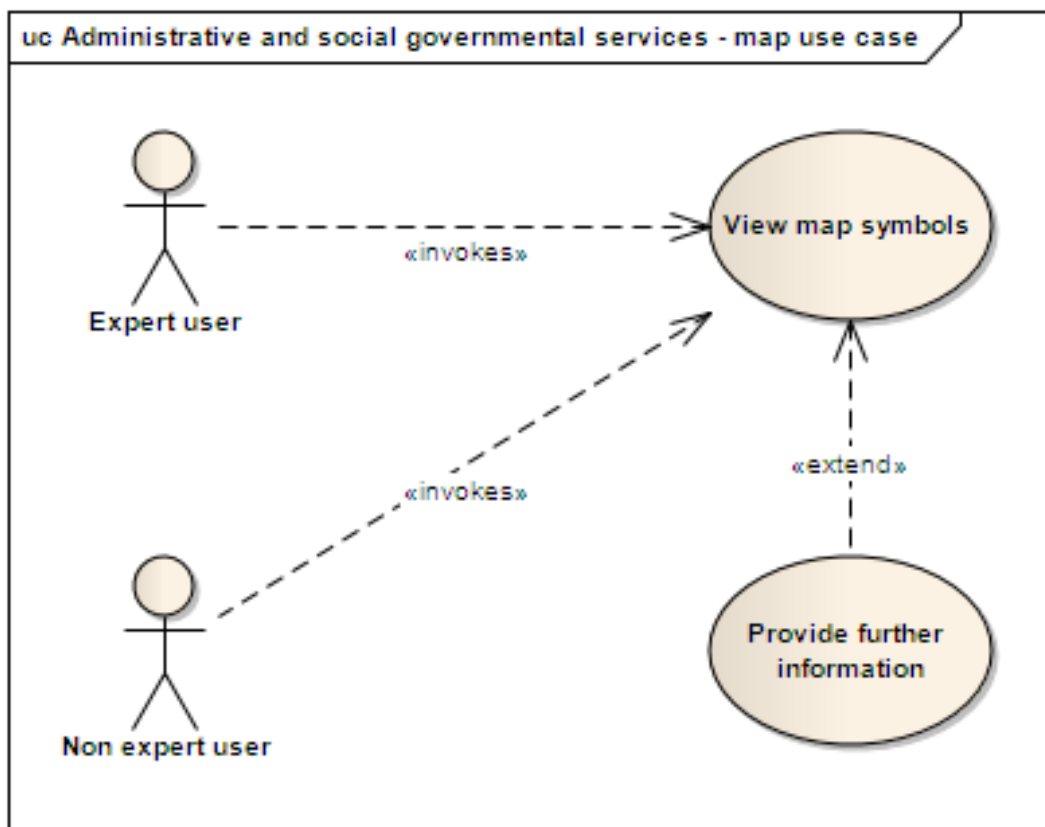 uc Administrative and social governmental services - map use case
View map symbols
«invokes»
Expert user
«extend»
«invokes»
Provide further
information
Non expert user